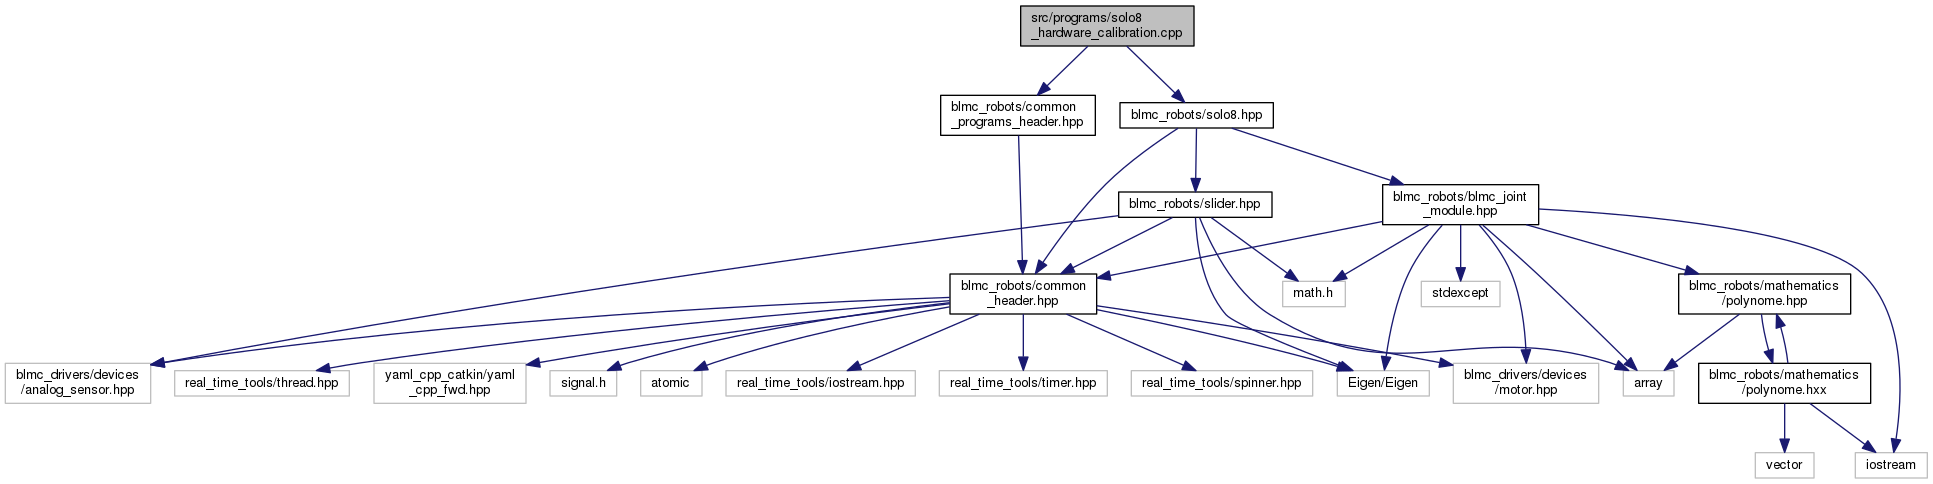 src/programs/solo8
_hardware_calibration.cpp
blmc_robots/common
_programs_header.hpp
blmc_robots/solo8.hpp
blmc_robots/slider.hpp
blmc_robots/blmc_joint
_module.hpp
blmc_robots/common
_header.hpp
math.h
stdexcept
blmc_robots/mathematics
/polynome.hpp
blmc_drivers/devices
/analog_sensor.hpp
real_time_tools/thread.hpp
yaml_cpp_catkin/yaml
_cpp_fwd.hpp
signal.h
atomic
real_time_tools/iostream.hpp
real_time_tools/timer.hpp
real_time_tools/spinner.hpp
Eigen/Eigen
blmc_drivers/devices
/motor.hpp
array
blmc_robots/mathematics
/polynome.hxx
vector
iostream